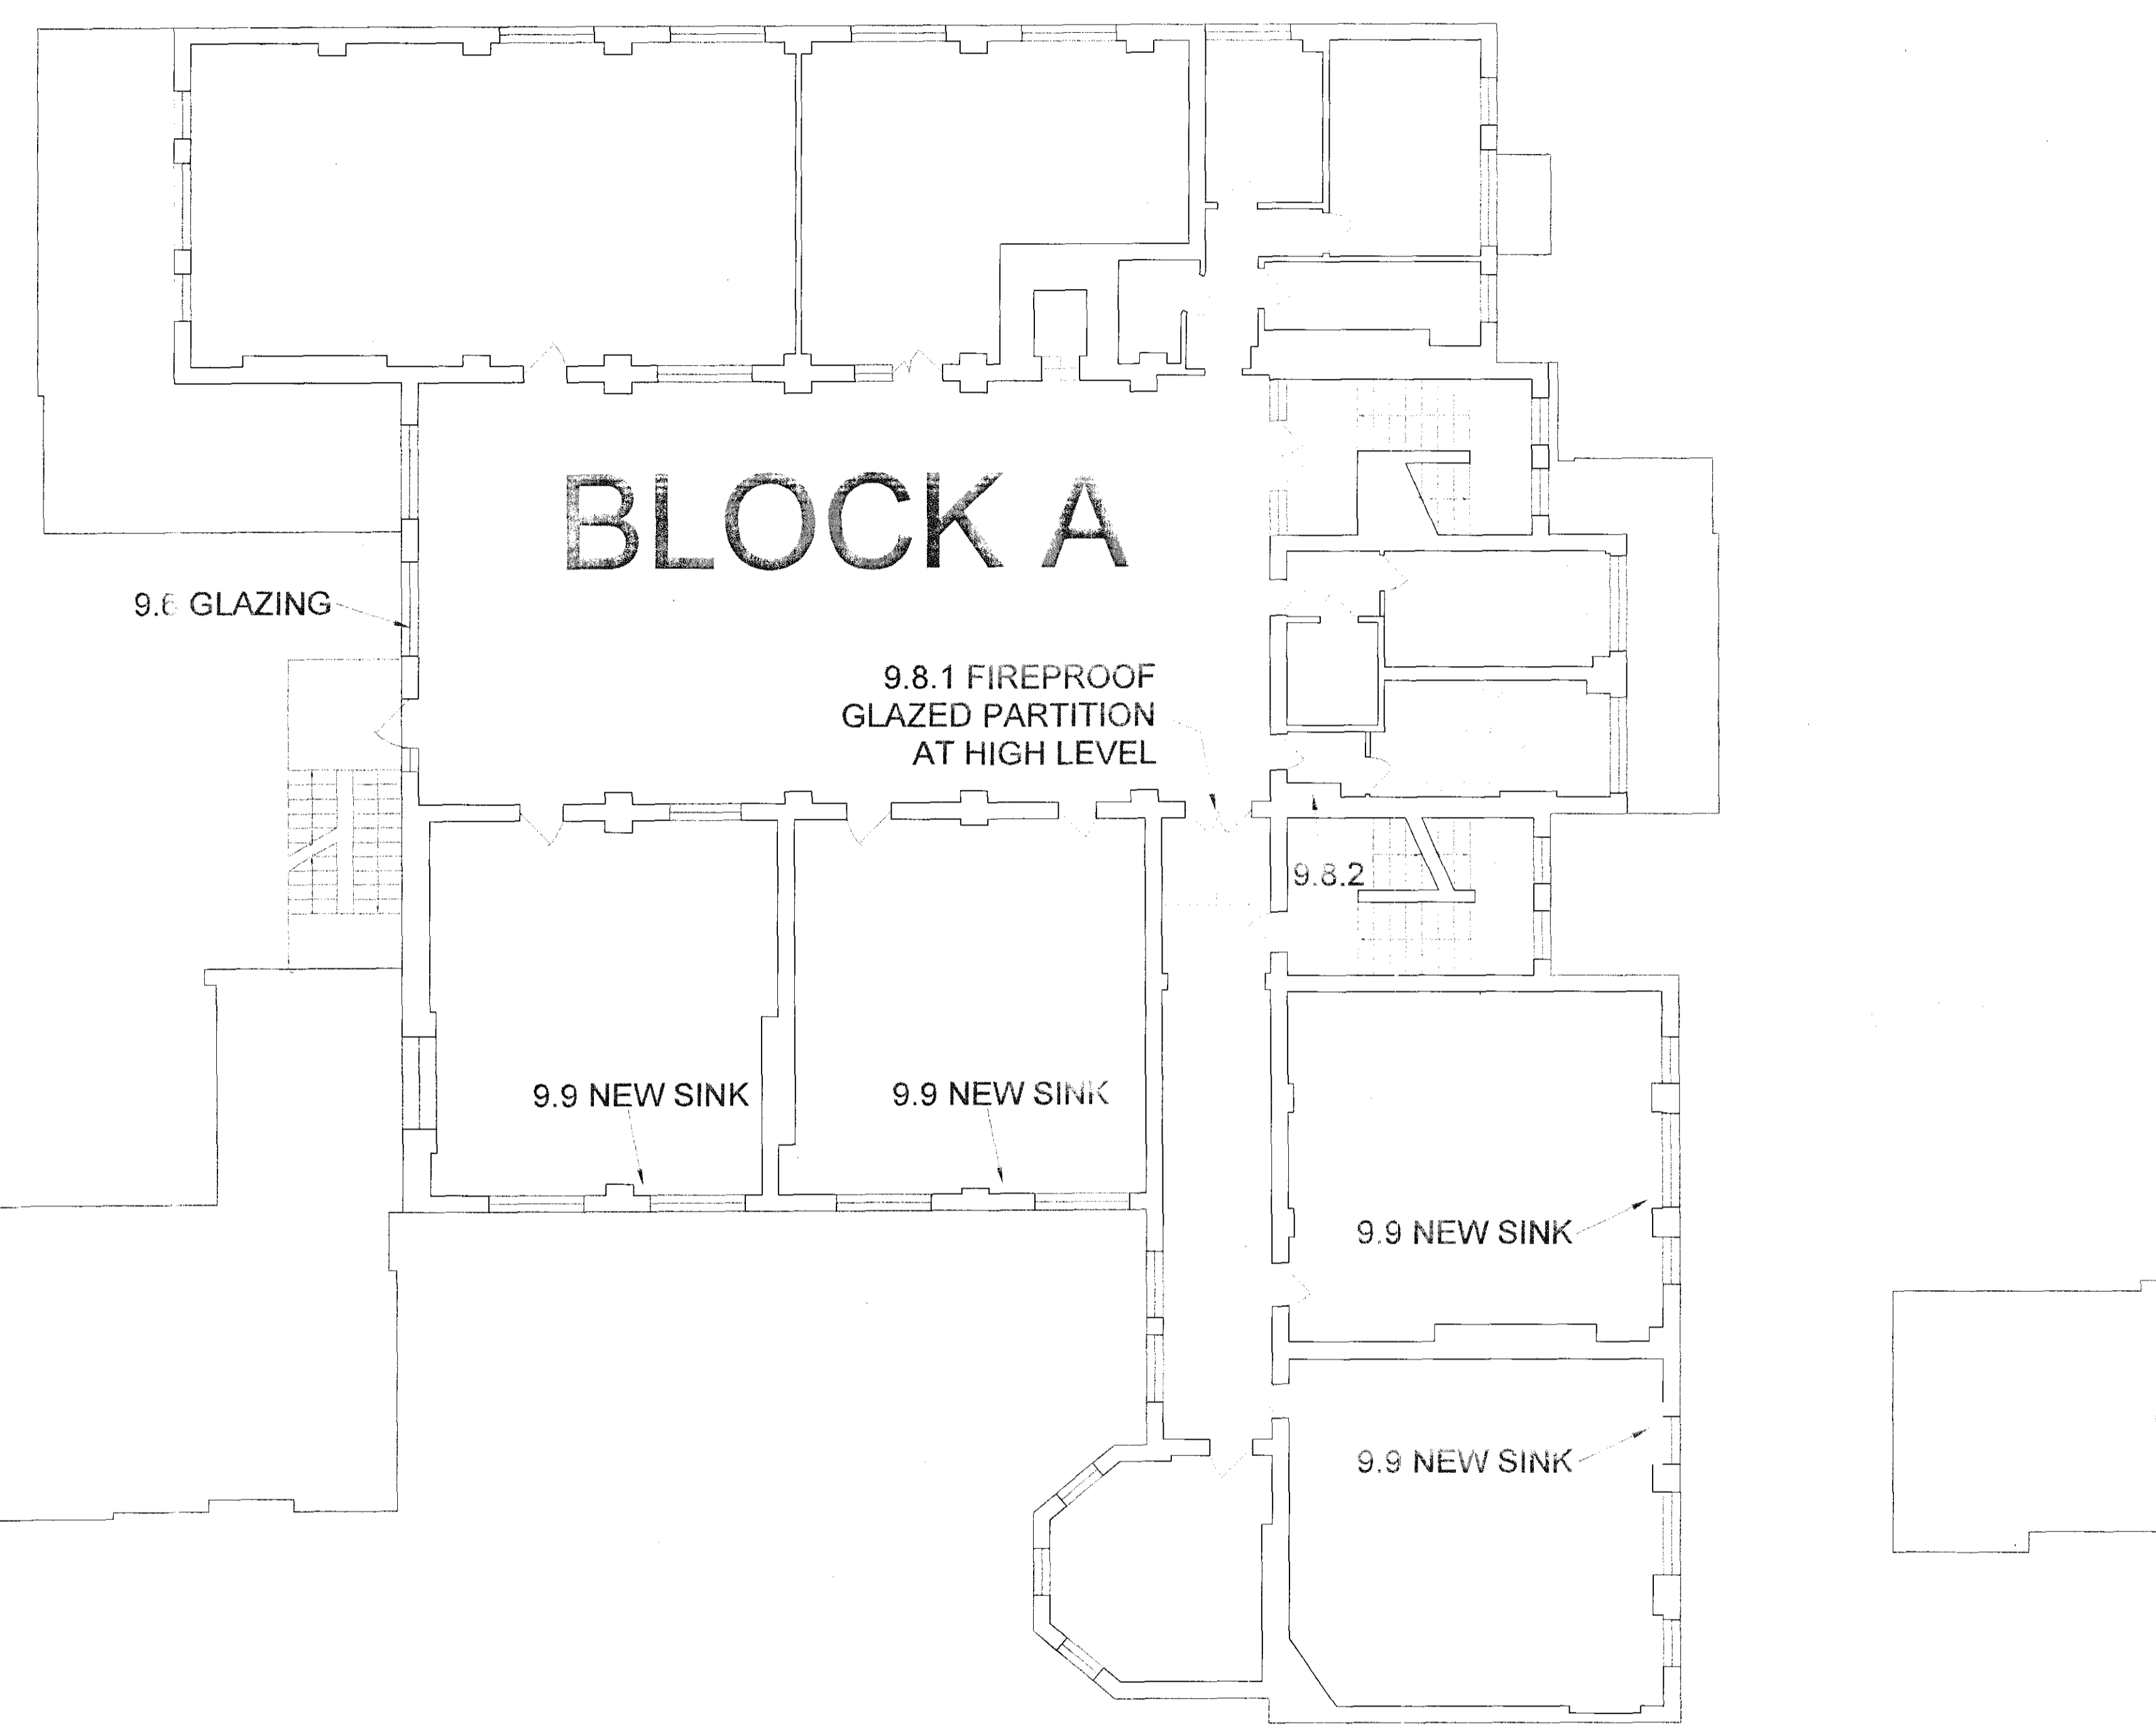 BLOCK A
9.6 GLAZING
9.8.1 FIREPROOF
GLAZED PARTITION
AT HIGH LEVEL
9.8.2
9.9 NEW SINK
9.9 NEW SINK
9.9 NEW SINK
9.9 NEW SINK